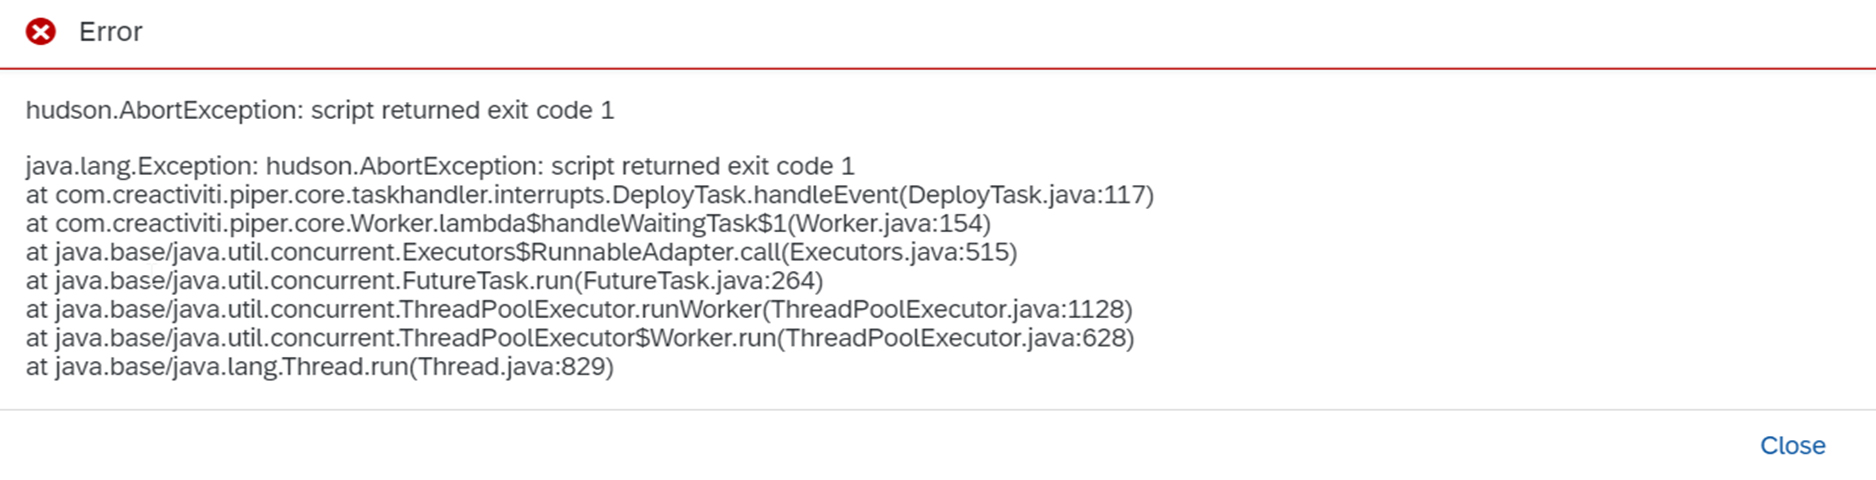 Error
hudson.AbortException: script returned exit code 1
java.lang.Exception: hudson.AbortException: script returned exit code 1
at com.creactiviti.piper.core.taskhandler.interrupts.DeployTask.handleEvent(DeployTask.java:117)
at com.creactiviti.piper.core.Worker.lambda$handleWaitingTask$1(Worker.java:154)
at java.base/java.util.concurrent.Executors$RunnableAdapter.call(Executors.java:515)
at java.base/java.util.concurrent.FutureTask.run(FutureTask.java:264)
at java.base/java.util.concurrent.ThreadPoolExecutor.runWorker(ThreadPoolExecutor.java:1128)
at java.base/java.util.concurrent.ThreadPoolExecutor$Worker.run(ThreadPoolExecutor.java:628)
at java.base/java.lang.Thread.run(Thread.java:829)
Close